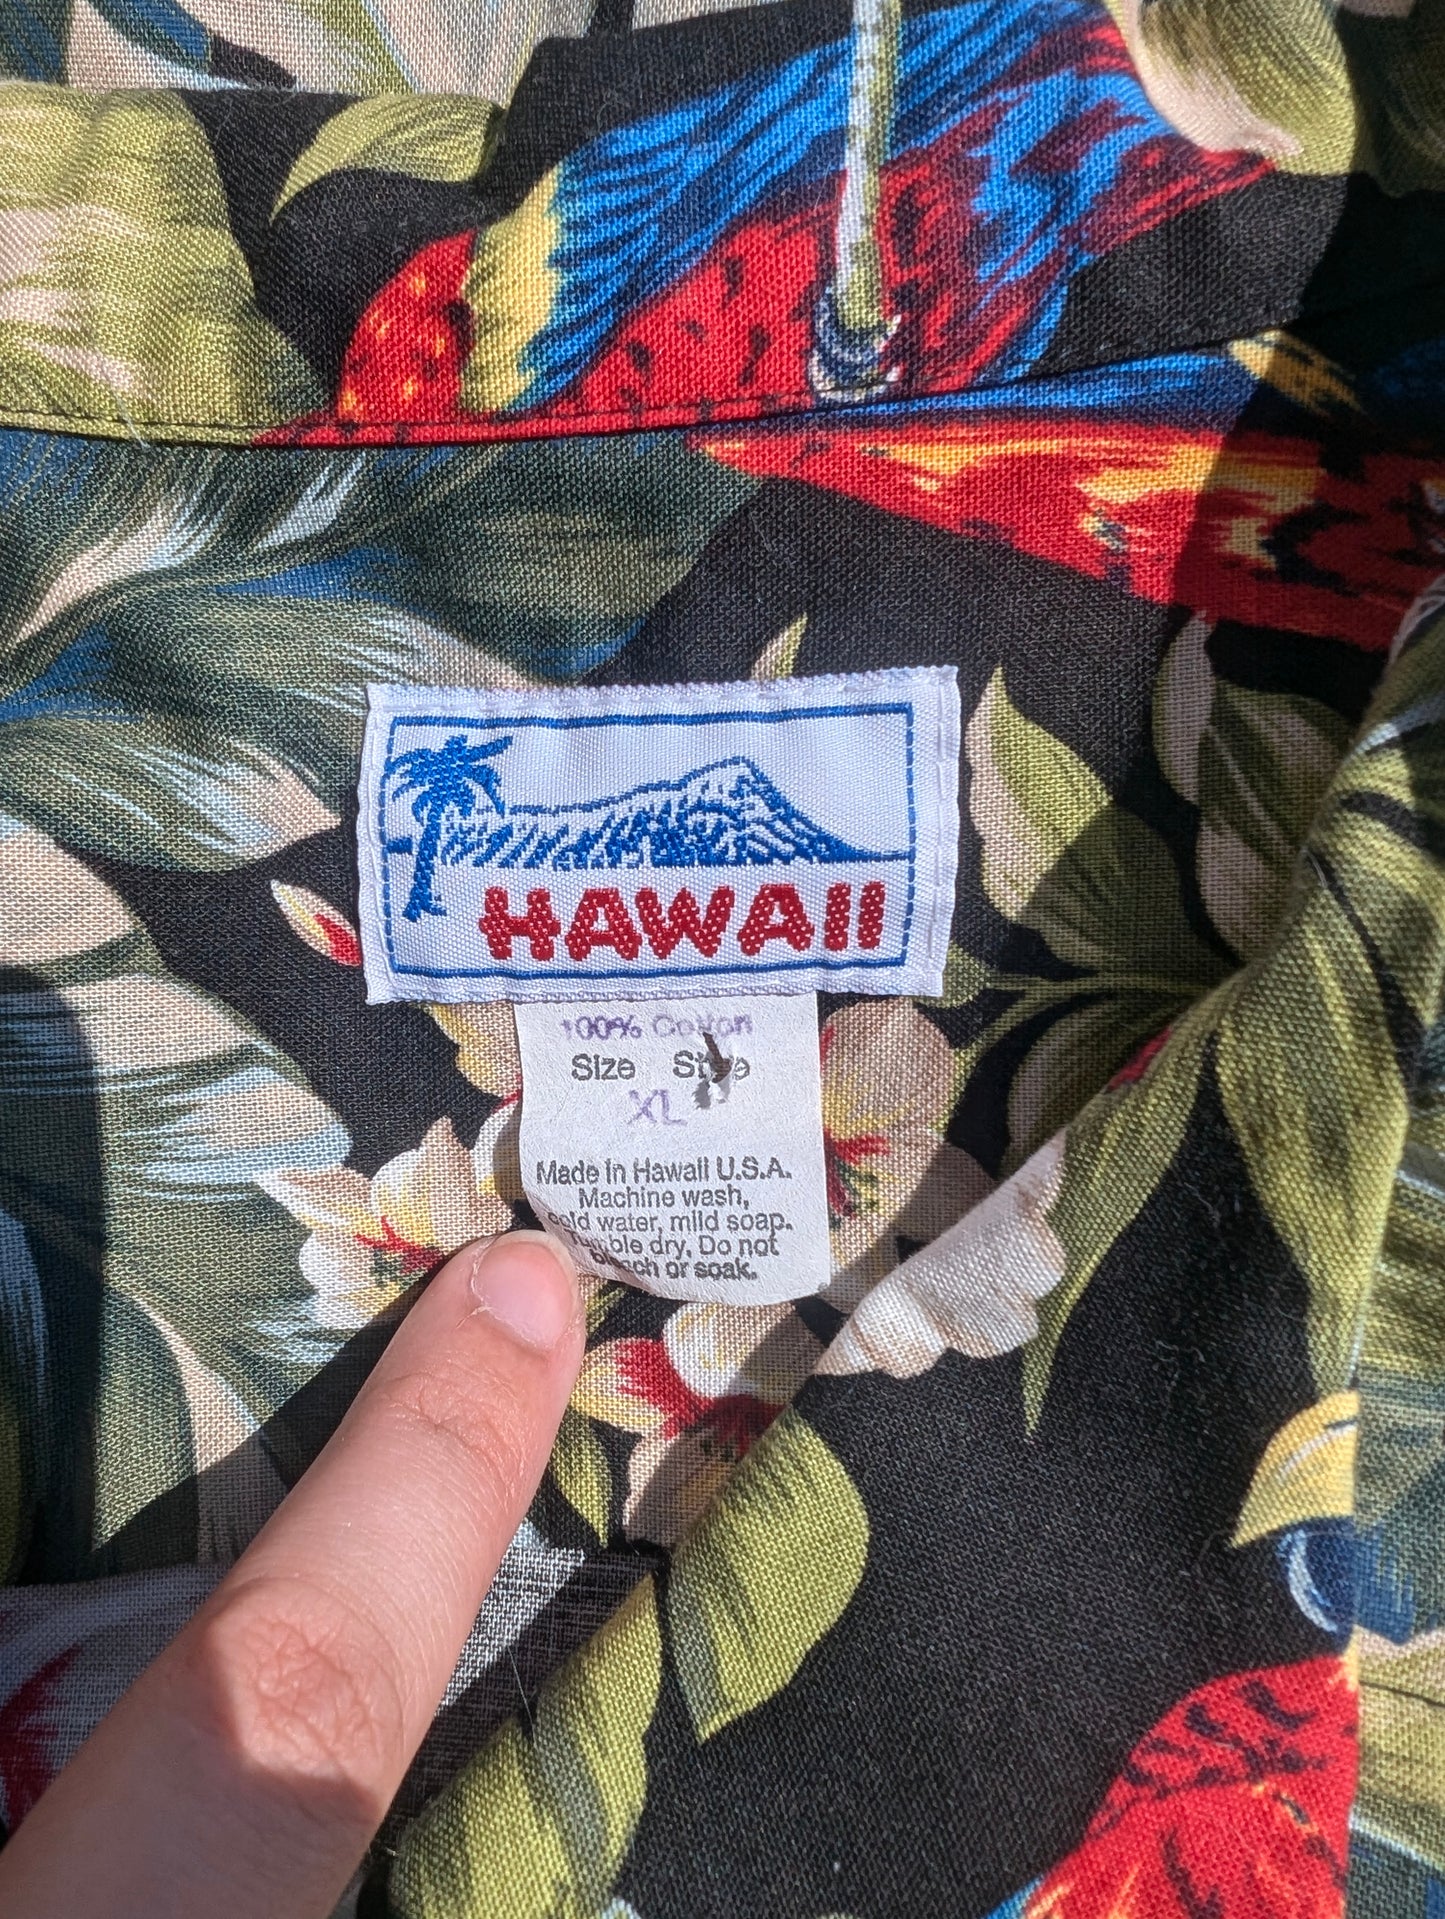 HAWAII
100% Cotton
Size Style
XL
Made in Hawaii U.S.A.
Machine wash,
cold water, mild soap.
Tumble dry. Do not
bleach or soak.